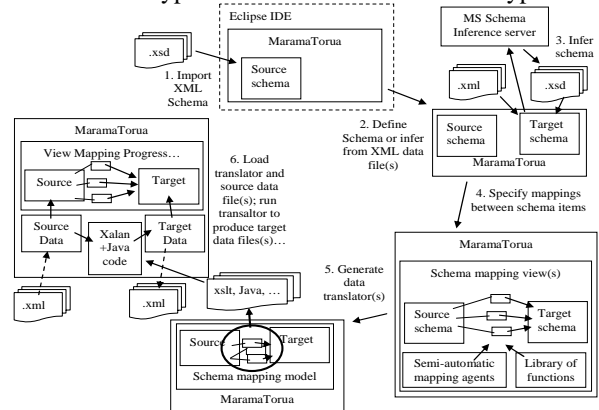 Eclipse IDE
MaramaTorua
Source
schema
.xsd
1. Import
XML
Schema
MS Schema
Inference server
3. Infer
schema
.xml
.xsd
2. Define
Schema or infer
from XML data
file(s)
Source
schema
Target
schema
MaramaTorua
4. Specify mappings
between schema items
MaramaTorua
Schema mapping view(s)
Source
schema
Target
schema
Semi-automatic
mapping agents
Library of
functions
5. Generate
data
translator(s)
Source
Target
Schema mapping model
MaramaTorua
xslt, Java, …
6. Load
translator and
source data
file(s); run
transaltor to
produce target
data files(s)…
MaramaTorua
View Mapping Progress…
Source
Target
Source
Data
Xalan
+Java
code
Target
Data
.xml
.xml